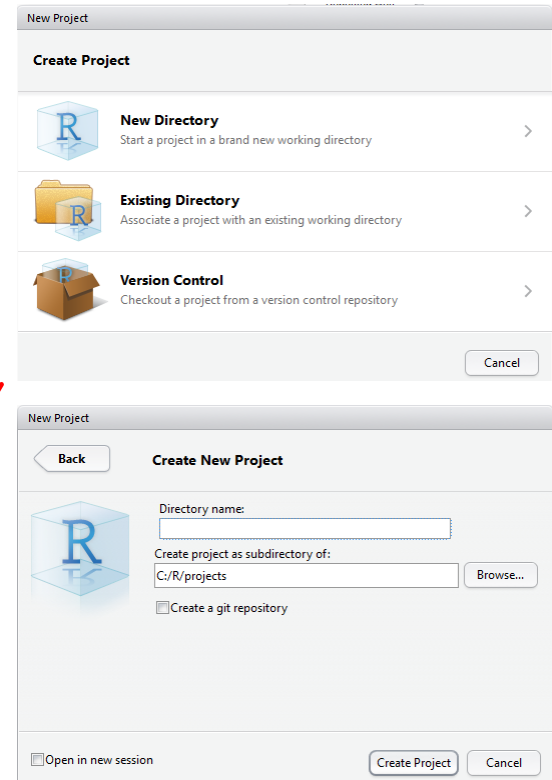 New Project
Create Project
R
New Directory
Start a project in a brand new working directory
R
Existing Directory
Associate a project with an existing working directory
R
Version Control
Checkout a project from a version control repository
Cancel
New Project
Back
Create New Project
R
Directory name:
Create project as subdirectory of:
C:/R/projects
Browse...
Create a git repository
Open in new session
Create Project
Cancel